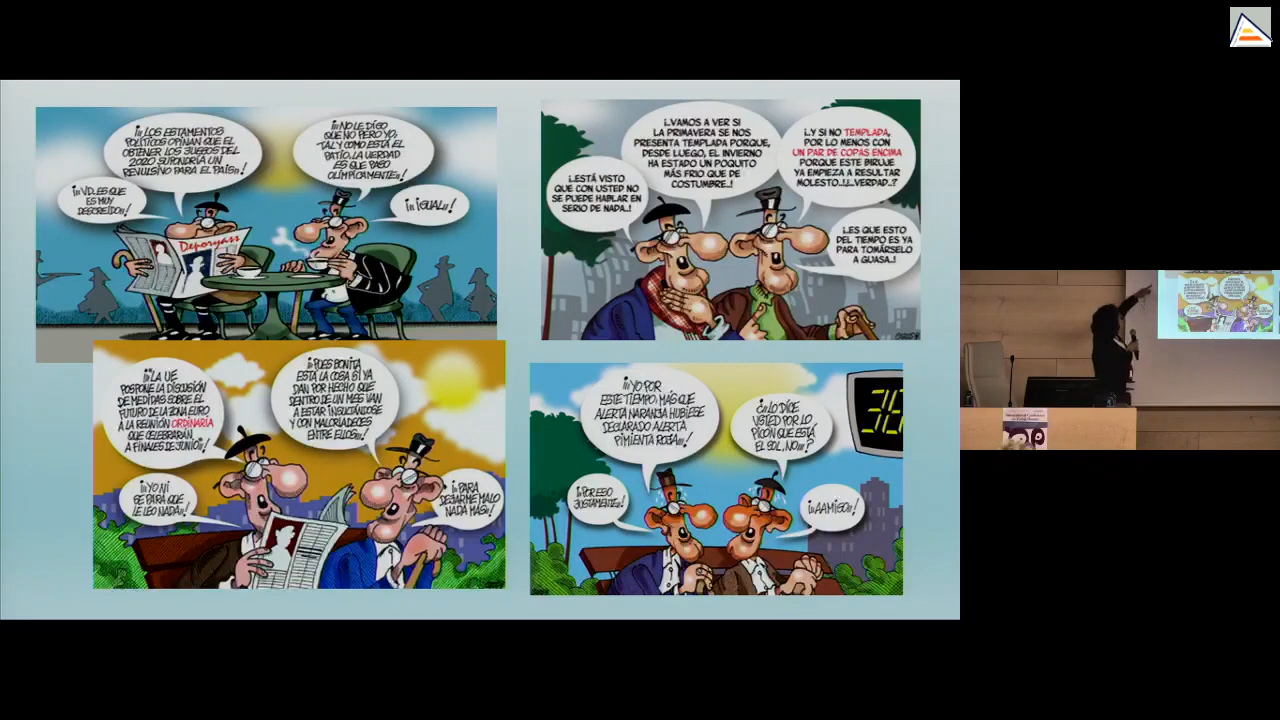 ¡¡¡LOS ESTAMENTOS
POLÍTICOS OPINAN QUE EL
OBTENER LOS JUEGOS DEL
2020 SUPONDRÍA UN
REVULSIVO PARA EL PAÍS¡¡!
¡¡¡NO LE DIGO
QUE NO PERO YO,
TAL Y COMO ESTÁ EL
PATIO, LA VERDAD
ES QUE PASO
OLÍMPICAMENTE¡¡!
¡¡¡VD. ES QUE
ES MUY
DESCREÍDO¡¡!
¡¡¡IGUAL¡¡!
Deporyass
¡..VAMOS A VER SI
LA PRIMAVERA SE NOS
PRESENTA TEMPLADA PORQUE,
DESDE LUEGO, EL INVIERNO
HA ESTADO UN POQUITO
MÁS FRIO QUE DE
COSTUMBRE..!
¡..Y SI NO TEMPLADA,
POR LO MENOS CON
UN PAR DE COPAS ENCIMA
PORQUE ESTE BIRUJE
YA EMPIEZA A RESULTAR
MOLESTO..!¿..VERDAD..?
¡..ESTÁ VISTO
QUE CON USTED NO
SE PUEDE HABLAR EN
SERIO DE NADA..!
¡..ES QUE ESTO
DEL TIEMPO ES YA
PARA TOMÁRSELO
A GUASA..!
¡¡¡LA UE
POSPONE LA DISCUSIÓN
DE MEDIDAS SOBRE EL
FUTURO DE LA ZONA EURO
A LA REUNIÓN ORDINARIA
QUE CELEBRARÁN
A FINALES DE JUNIO¡¡!
¡¡¡PUES BONITA
ESTÁ LA COSA SI YA
DAN POR HECHO QUE
DENTRO DE UN MES VAN
A ESTAR INSULTÁNDOSE
Y CON MALCRIADECES
ENTRE ELLOS¡¡!
¡¡¡YO NI
SE PARA QUE
LE LEO NADA¡¡!
¡¡¡PARA
DEJARME MALO
NADA MÁS¡¡!
¡¡¡YO POR
ESTE TIEMPO, MÁS QUE
ALERTA NARANJA HUBIESE
DECLARADO ALERTA
PIMIENTA ROJA¡¡!
¿¿¿LO DICE
USTED POR LO
PICÓN QUE ESTÁ
EL SOL, NO¿¿?
¡¡¡POR ESO
JUSTAMENTE¡¡!
¡¡¡AAMIGO¡¡!